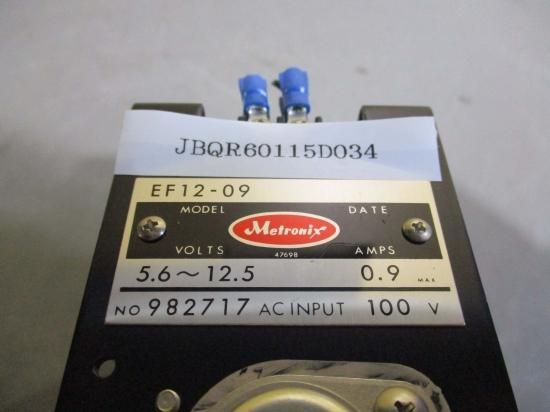 JBQR60115D034
EF12-09
MODEL DATE
Metronix
VOLTS 4769B AMPS
5.6~12.5 0.9 MAX
NO 982717 AC INPUT 100 V